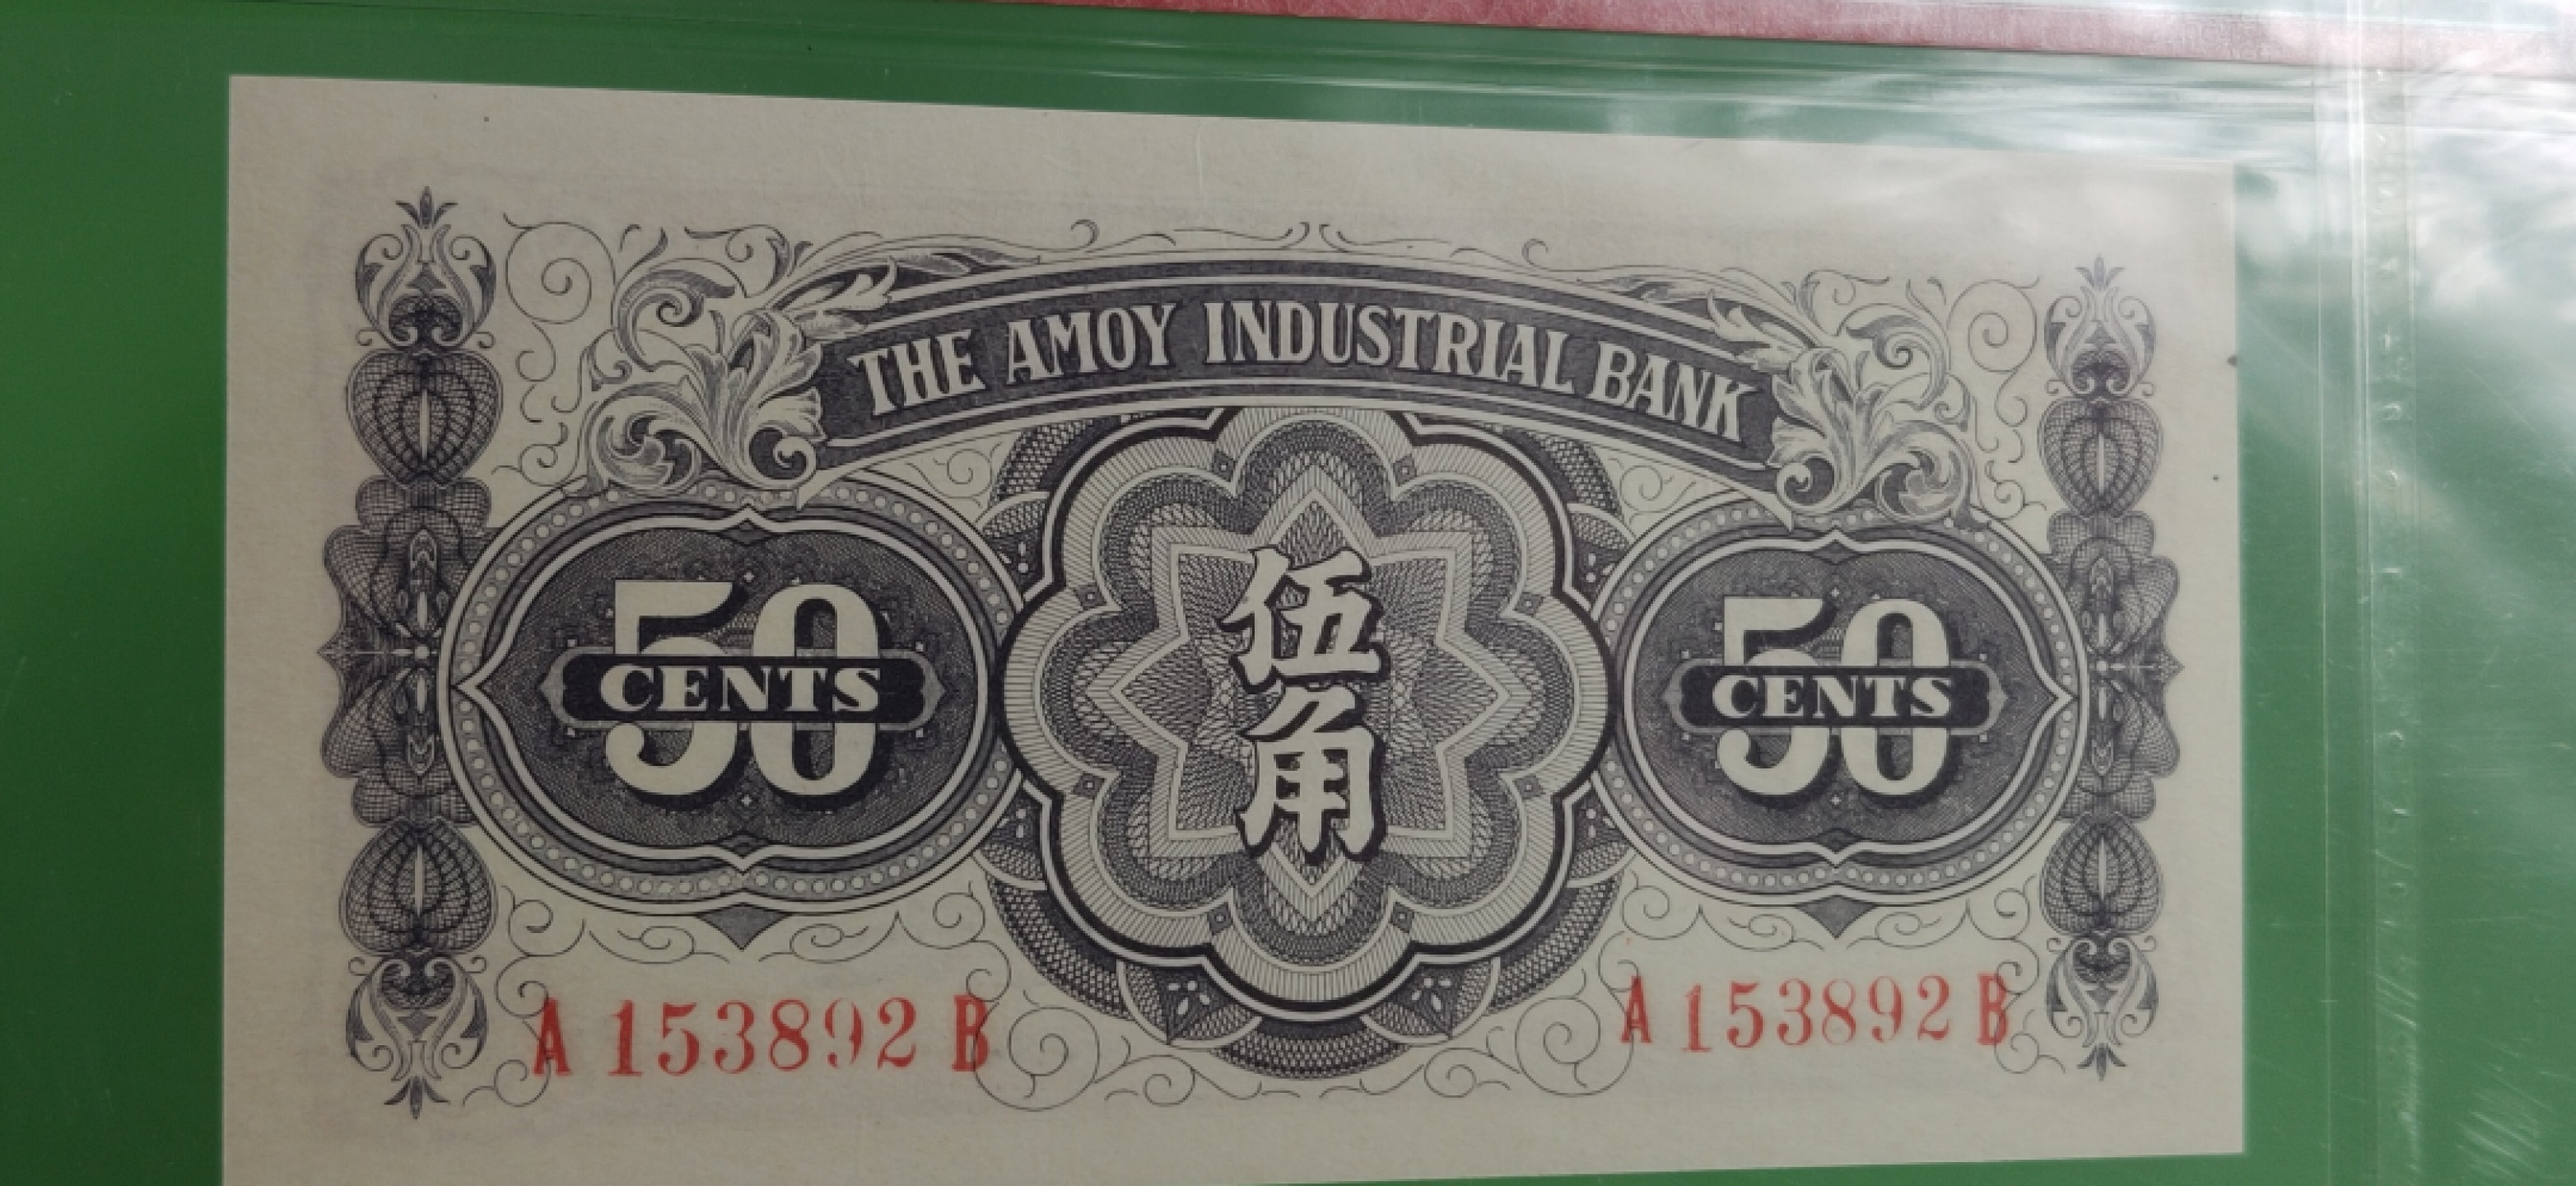 THE AMOY INDUSTRIAL BANK
50
CENTS
伍角
50
CENTS
A 153892 B
A 153892 B